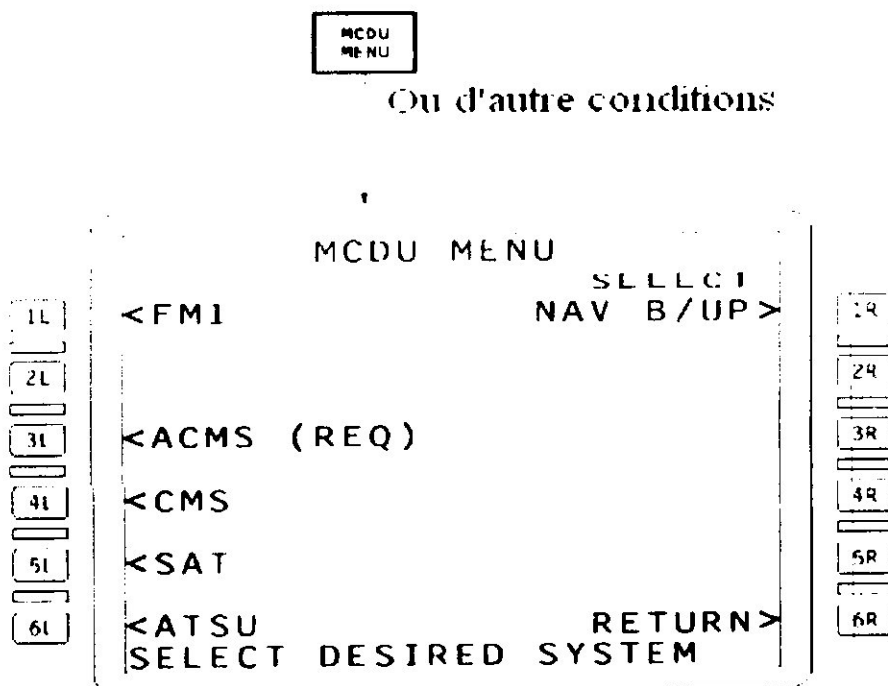 MCDU
MENU
Ou d'autre conditions
MCDU MENU
SELECT
1L <FM1 NAV B/UP> 1R
2L 2R
3L <ACMS (REQ) 3R
4L <CMS 4R
5L <SAT 5R
6L <ATSU RETURN> 6R
SELECT DESIRED SYSTEM